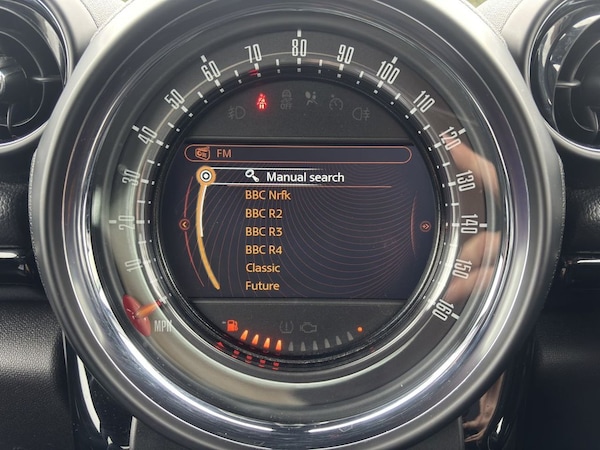 10
20
30
40
50
60
70
80
90
100
110
120
130
140
150
160
MPH
FM
Manual search
BBC Nrfk
BBC R2
BBC R3
BBC R4
Classic
Future